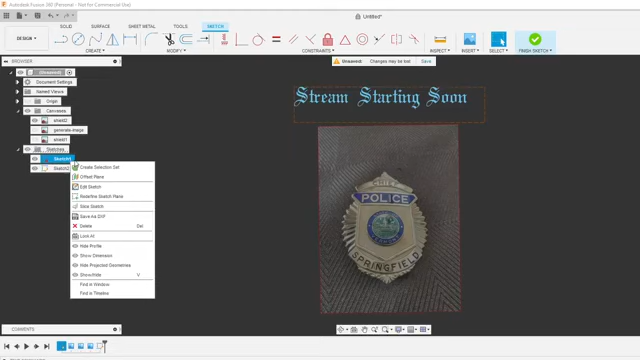 Autodesk Fusion 360 (Personal - Not for Commercial Use)
Untitled*
DESIGN
SOLID
SURFACE
SHEET METAL
TOOLS
SKETCH
CREATE
MODIFY
CONSTRAINTS
INSPECT
INSERT
SELECT
FINISH SKETCH
BROWSER
Unsaved:
Changes may be lost
Save
Document Settings
Named Views
Origin
Canvases
shield2
generate-image
shield1
Sketches
Sketch1
Sketch2
Create Selection Set
Offset Plane
Edit Sketch
Redefine Sketch Plane
Slice Sketch
Save As DXF
Delete
Del
Look At
Hide Profile
Show Dimension
Hide Projected Geometries
Show/Hide
V
Find in Window
Find in Timeline
Stream Starting Soon
CHIEF
POLICE
SPRINGFIELD
COMMENTS